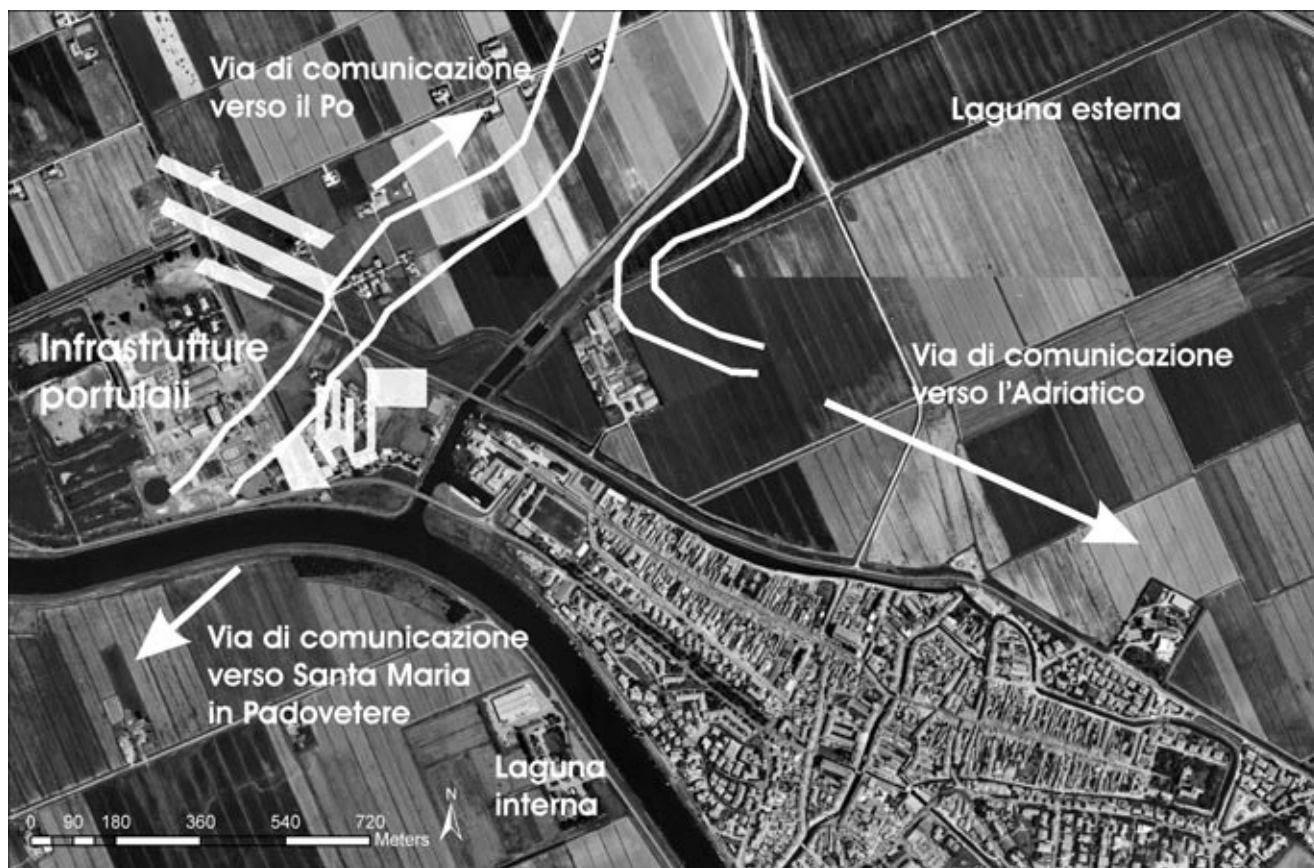 Via di comunicazione
verso il Po
Laguna esterna
Infrastrutture
portulaii
Via di comunicazione
verso l'Adriatico
Via di comunicazione
verso Santa Maria
in Padovetere
Laguna
interna
N
0 90 180 360 540 720
Meters